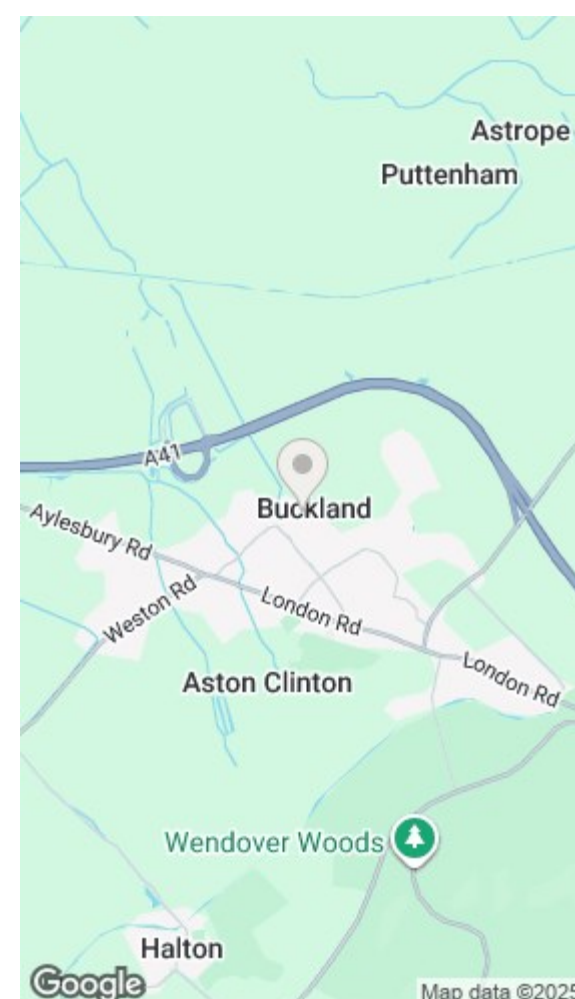 Astrope
Puttenham
A41
Buckland
Aylesbury Rd
Weston Rd
London Rd
London Rd
Aston Clinton
Wendover Woods
Halton
Google
Map data ©2025